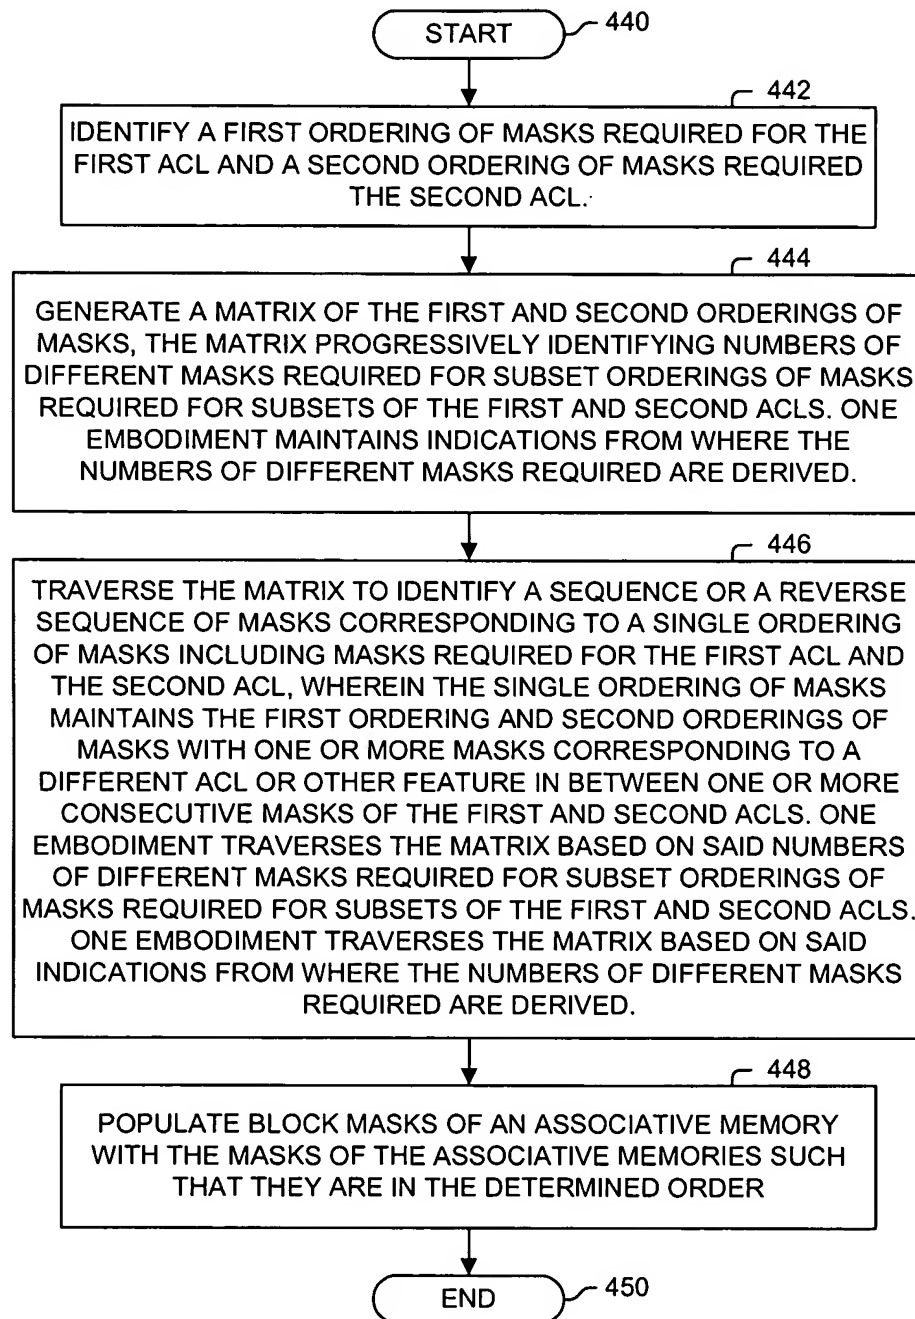 START
440
442
IDENTIFY A FIRST ORDERING OF MASKS REQUIRED FOR THE
FIRST ACL AND A SECOND ORDERING OF MASKS REQUIRED
THE SECOND ACL.
444
GENERATE A MATRIX OF THE FIRST AND SECOND ORDERINGS OF
MASKS, THE MATRIX PROGRESSIVELY IDENTIFYING NUMBERS OF
DIFFERENT MASKS REQUIRED FOR SUBSET ORDERINGS OF MASKS
REQUIRED FOR SUBSETS OF THE FIRST AND SECOND ACLS. ONE
EMBODIMENT MAINTAINS INDICATIONS FROM WHERE THE
NUMBERS OF DIFFERENT MASKS REQUIRED ARE DERIVED.
446
TRAVERSE THE MATRIX TO IDENTIFY A SEQUENCE OR A REVERSE
SEQUENCE OF MASKS CORRESPONDING TO A SINGLE ORDERING
OF MASKS INCLUDING MASKS REQUIRED FOR THE FIRST ACL AND
THE SECOND ACL, WHEREIN THE SINGLE ORDERING OF MASKS
MAINTAINS THE FIRST ORDERING AND SECOND ORDERINGS OF
MASKS WITH ONE OR MORE MASKS CORRESPONDING TO A
DIFFERENT ACL OR OTHER FEATURE IN BETWEEN ONE OR MORE
CONSECUTIVE MASKS OF THE FIRST AND SECOND ACLS. ONE
EMBODIMENT TRAVERSES THE MATRIX BASED ON SAID NUMBERS
OF DIFFERENT MASKS REQUIRED FOR SUBSET ORDERINGS OF
MASKS REQUIRED FOR SUBSETS OF THE FIRST AND SECOND ACLS.
ONE EMBODIMENT TRAVERSES THE MATRIX BASED ON SAID
INDICATIONS FROM WHERE THE NUMBERS OF DIFFERENT MASKS
REQUIRED ARE DERIVED.
448
POPULATE BLOCK MASKS OF AN ASSOCIATIVE MEMORY
WITH THE MASKS OF THE ASSOCIATIVE MEMORIES SUCH
THAT THEY ARE IN THE DETERMINED ORDER
END
450